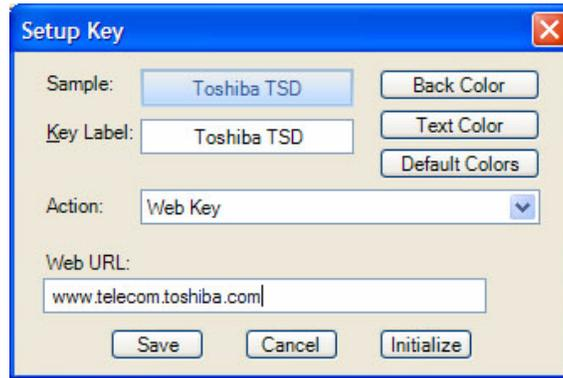 Setup Key
Sample: Toshiba TSD Back Color
Key Label: Toshiba TSD Text Color
Default Colors
Action: Web Key
Web URL:
www.telecom.toshiba.com
Save Cancel Initialize